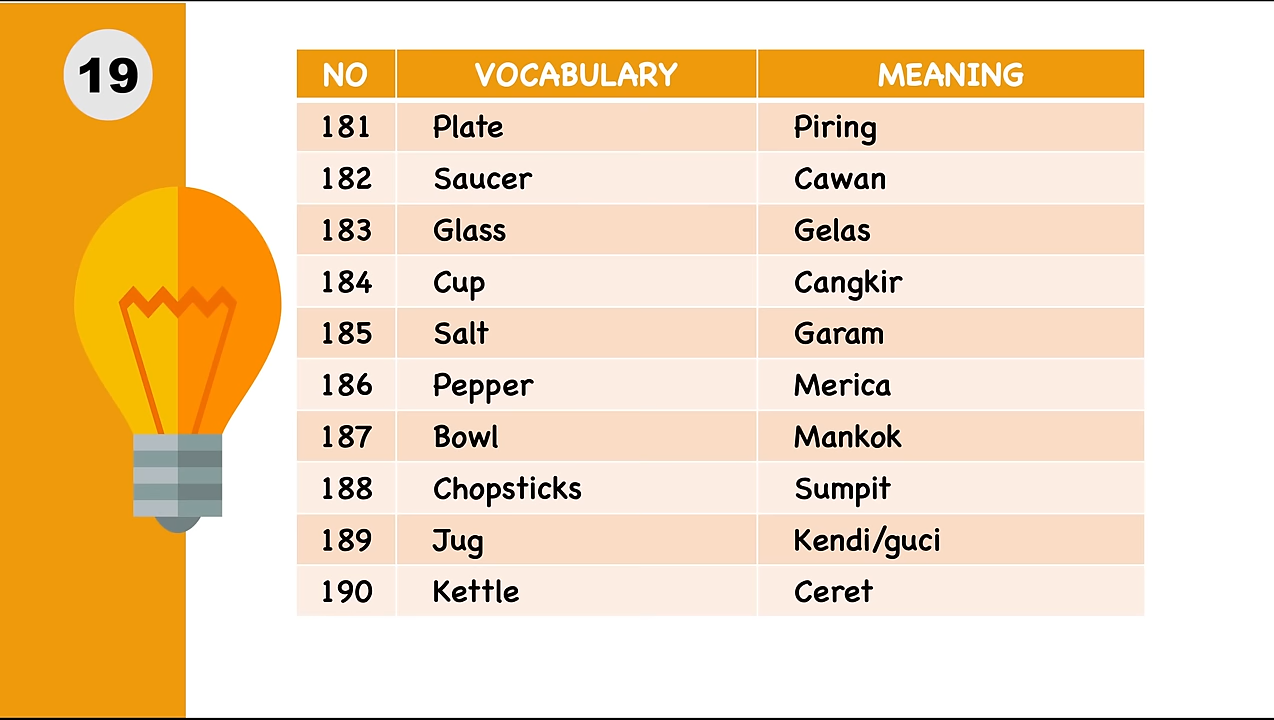 19
NO VOCABULARY MEANING
181 Plate Piring
182 Saucer Cawan
183 Glass Gelas
184 Cup Cangkir
185 Salt Garam
186 Pepper Merica
187 Bowl Mankok
188 Chopsticks Sumpit
189 Jug Kendi/guci
190 Kettle Ceret